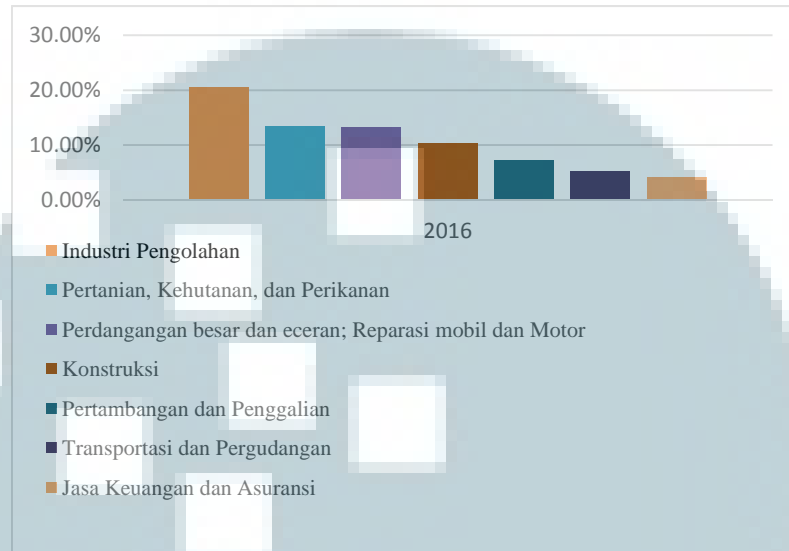 30.00%
20.00%
10.00%
0.00%
2016
Industri Pengolahan
Pertanian, Kehutanan, dan Perikanan
Perdangangan besar dan eceran; Reparasi mobil dan Motor
Konstruksi
Pertambangan dan Penggalian
Transportasi dan Pergudangan
Jasa Keuangan dan Asuransi